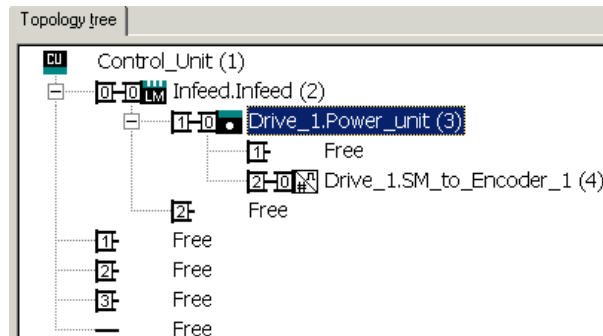 Topology tree
CU Control_Unit (1)
0 0 LM Infeed.Infeed (2)
1 0 Drive_1.Power_unit (3)
1 Free
2 0 # Drive_1.SM_to_Encoder_1 (4)
2 Free
1 Free
2 Free
3 Free
Free